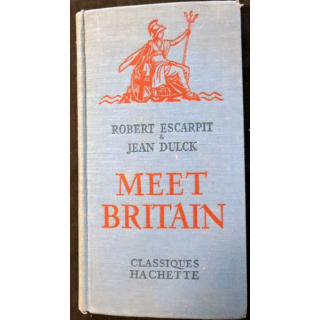 ROBERT ESCARPIT
&
JEAN DULCK
MEET
BRITAIN
CLASSIQUES
HACHETTE